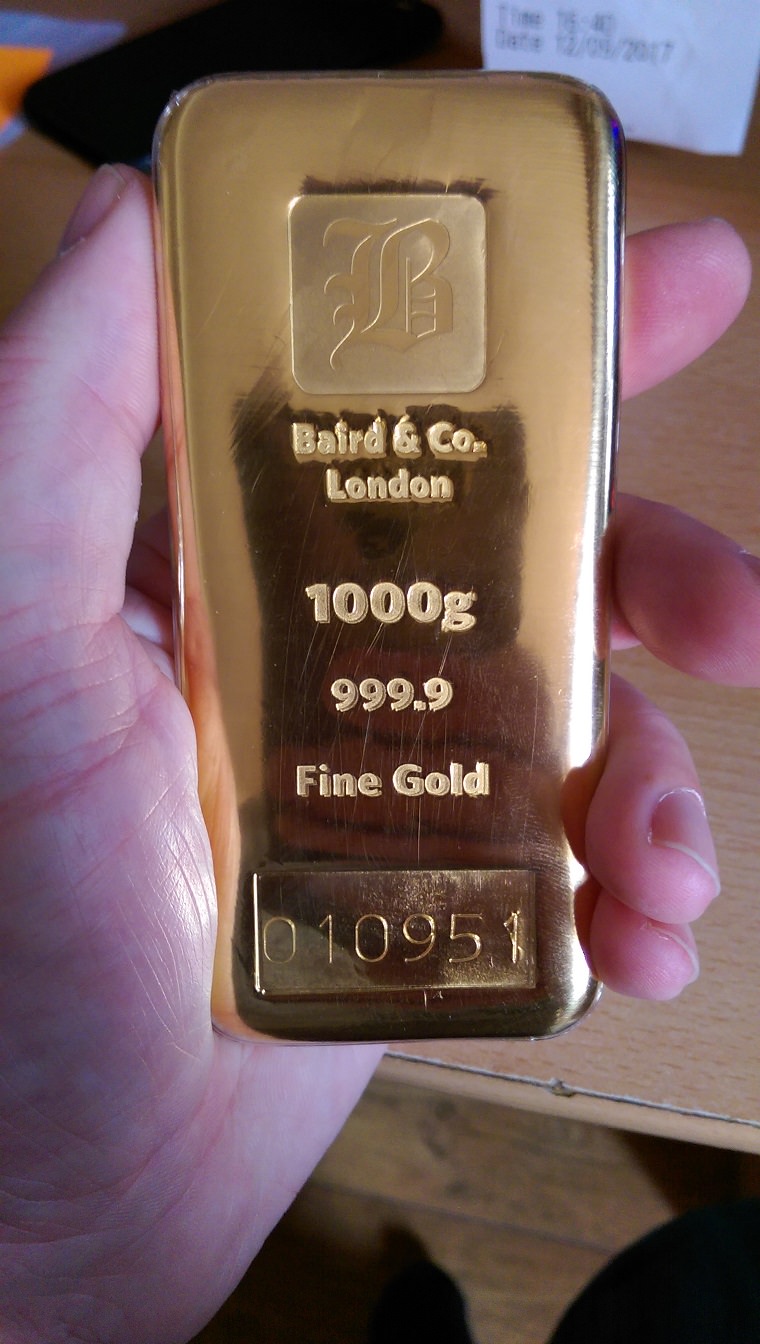 Time 16:40
Date 12/09/2017
B
Baird & Co.
London
1000g
999.9
Fine Gold
010951